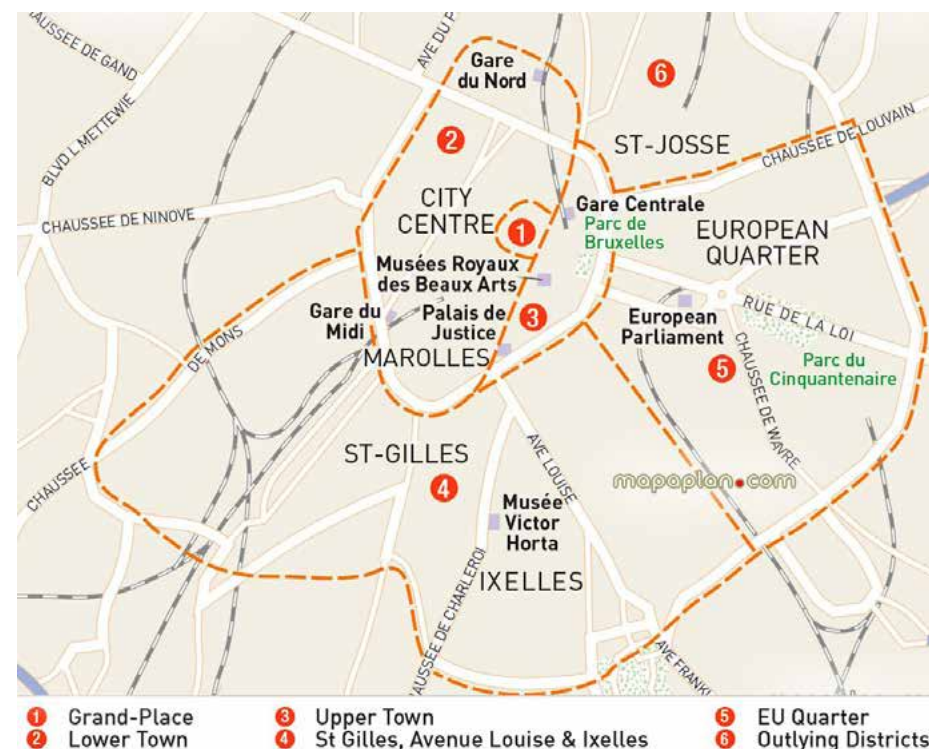 CHAUSSEE DE GAND
AVE DU P
Gare
du Nord
6
BLVD L METTEWIE
2
ST-JOSSE
CHAUSSEE DE LOUVAIN
CITY
CENTRE
CHAUSSEE DE NINOVE
1
Gare Centrale
Parc de
Bruxelles
EUROPEAN
QUARTER
Musées Royaux
des Beaux Arts
Gare du
Midi
Palais de
Justice
3
European
Parliament
RUE DE LA LOI
DE MONS
MAROLLES
5
Parc du
Cinquantenaire
CHAUSSEE DE WAVRE
CHAUSSEE
ST-GILLES
4
AVE LOUISE
mapaplan.com
Musée
Victor
Horta
IXELLES
AUSSEE DE CHARLEROI
AVE FRANK
1 Grand-Place
2 Lower Town
3 Upper Town
4 St Gilles, Avenue Louise & Ixelles
5 EU Quarter
6 Outlying Districts